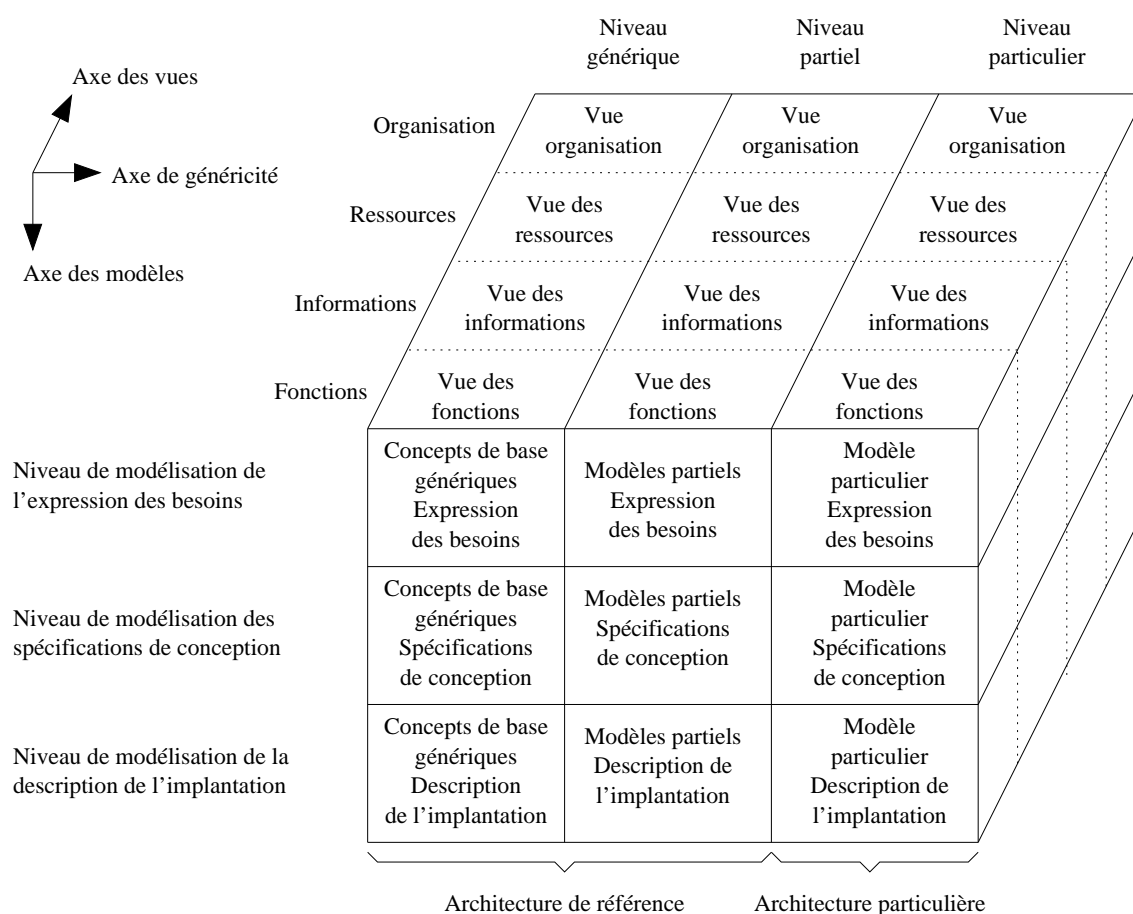 Niveau
générique
Niveau
partiel
Niveau
particulier
Axe des vues
Axe de généricité
Axe des modèles
Organisation
Vue
organisation
Vue
organisation
Vue
organisation
Ressources
Vue des
ressources
Vue des
ressources
Vue des
ressources
Informations
Vue des
informations
Vue des
informations
Vue des
informations
Fonctions
Vue des
fonctions
Vue des
fonctions
Vue des
fonctions
Niveau de modélisation de
l’expression des besoins
Concepts de base
génériques
Expression
des besoins
Modèles partiels
Expression
des besoins
Modèle
particulier
Expression
des besoins
Niveau de modélisation des
spécifications de conception
Concepts de base
génériques
Spécifications
de conception
Modèles partiels
Spécifications
de conception
Modèle
particulier
Spécifications
de conception
Niveau de modélisation de la
description de l’implantation
Concepts de base
génériques
Description
de l’implantation
Modèles partiels
Description de
l’implantation
Modèle
particulier
Description de
l’implantation
Architecture de référence
Architecture particulière